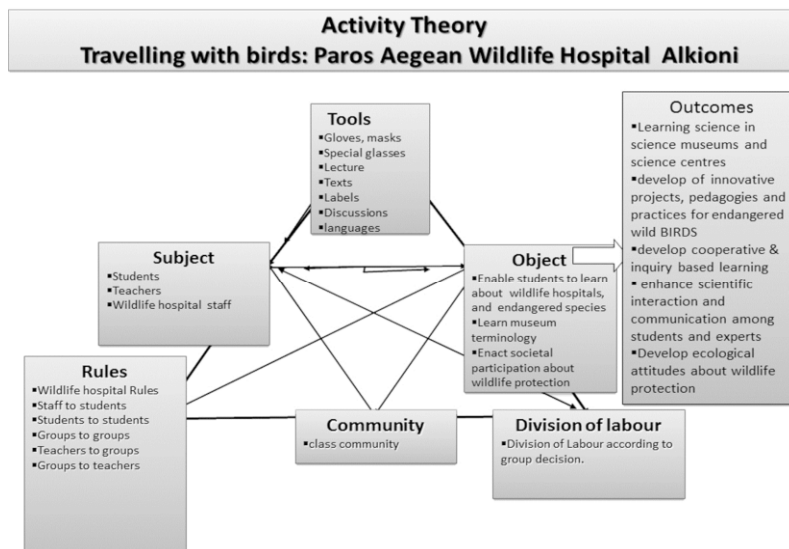 Activity Theory
Travelling with birds: Paros Aegean Wildlife Hospital Alkioni
Tools
▪Gloves, masks
▪Special glasses
▪Lecture
▪Texts
▪Labels
▪Discussions
▪languages
Outcomes
▪Learning science in
science museums and
science centres
▪develop of innovative
projects, pedagogies and
practices for endangered
wild BIRDS
▪develop cooperative &
inquiry based learning
▪ enhance scientific
interaction and
communication among
students and experts
▪Develop ecological
attitudes about wildlife
protection
Subject
▪Students
▪Teachers
▪Wildlife hospital staff
Object
▪Enable students to learn
about wildlife hospitals,
and endangered species
▪Learn museum
terminology
▪Enact societal
participation about
wildlife protection
Rules
▪Wildlife hospital Rules
▪Staff to students
▪Students to students
▪Groups to groups
▪Teachers to groups
▪Groups to teachers
Community
▪class community
Division of labour
▪Division of Labour according to
group decision.